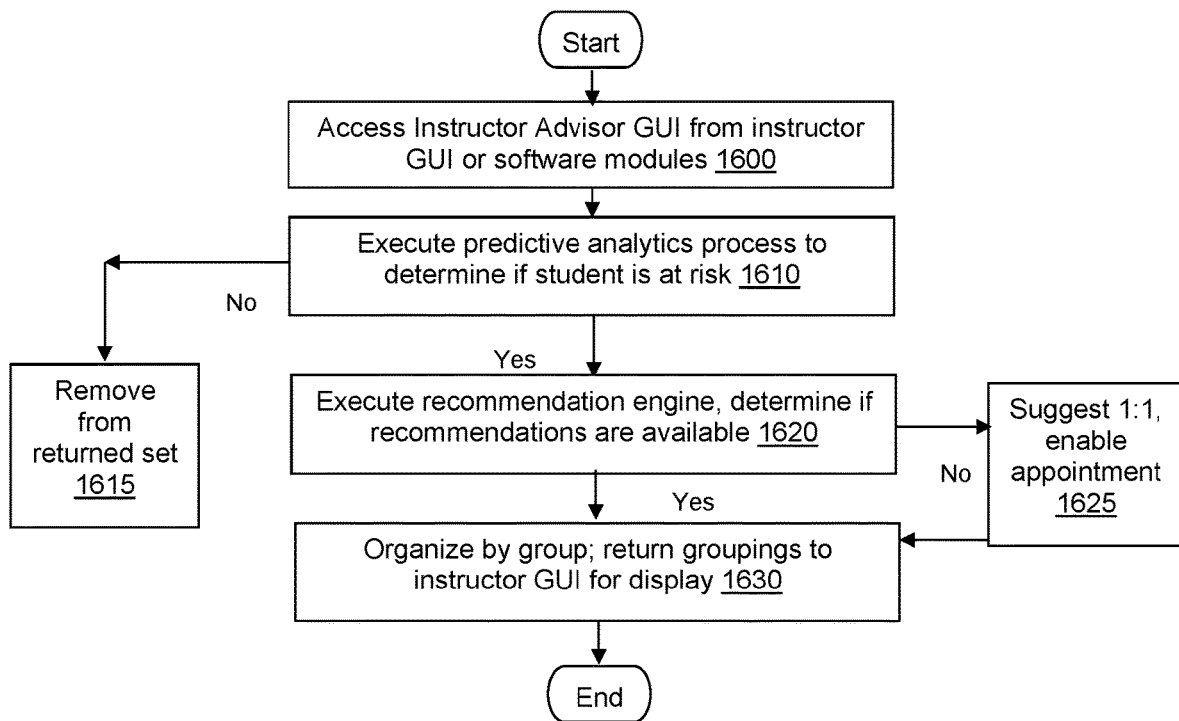 Start
Access Instructor Advisor GUI from instructor
GUI or software modules 1600
Execute predictive analytics process to
determine if student is at risk 1610
No
Yes
Remove
from
returned set
1615
Execute recommendation engine, determine if
recommendations are available 1620
Suggest 1:1,
enable
appointment
1625
No
Yes
Organize by group; return groupings to
instructor GUI for display 1630
End